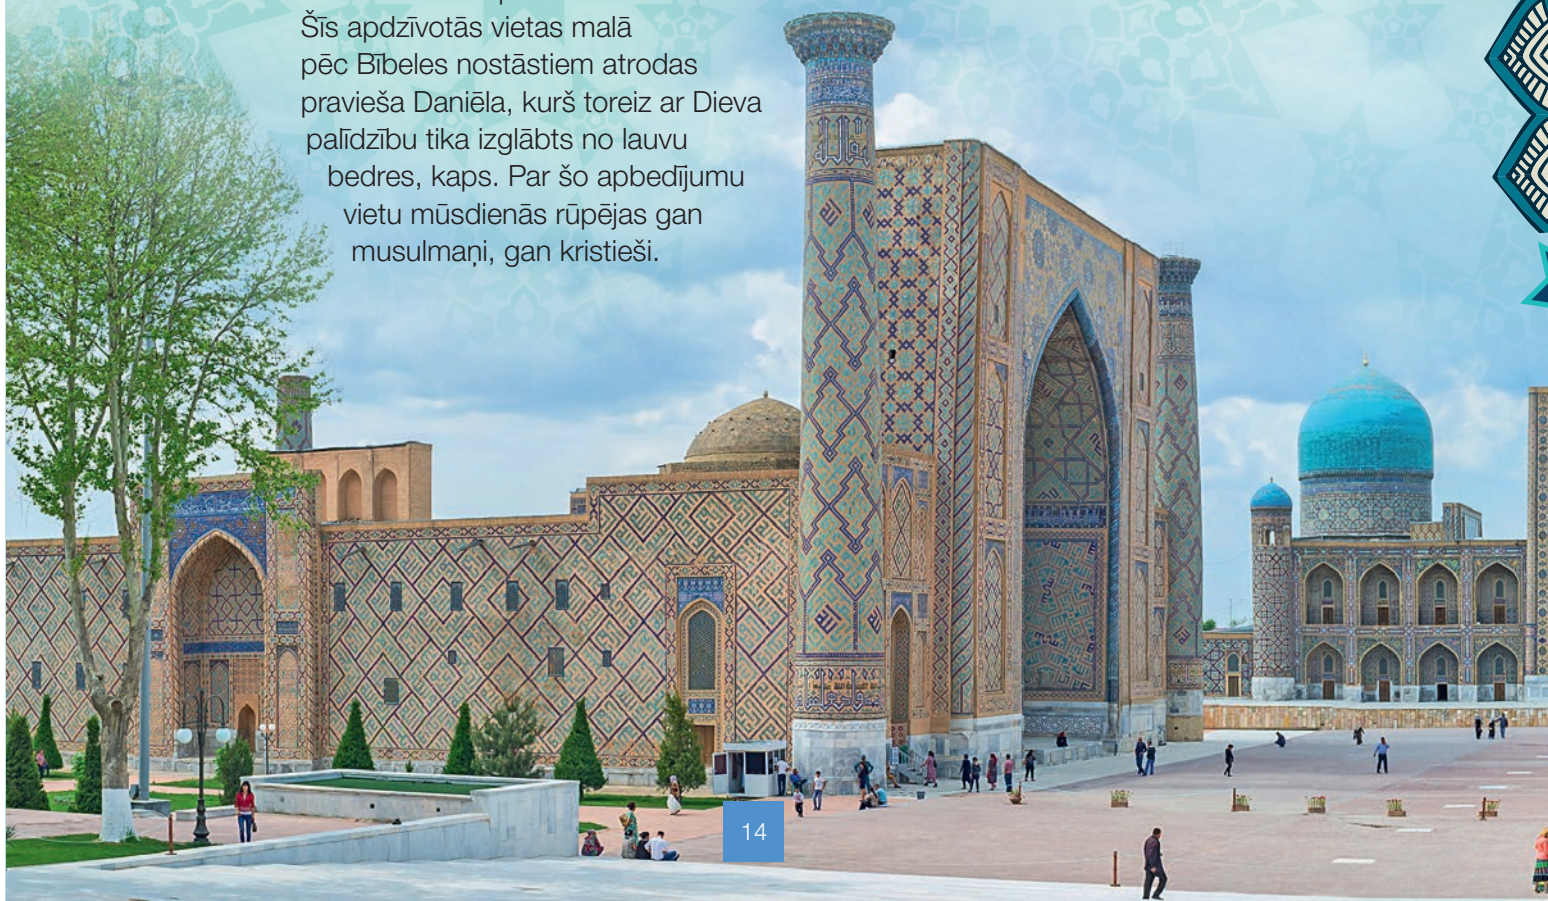 Šīs apdzīvotās vietas malā
pēc Bībeles nostāstiem atrodas
pravieša Daniēla, kurš toreiz ar Dieva
palīdzību tika izglābts no lauvu
bedres, kaps. Par šo apbedījumu
vietu mūsdienās rūpējas gan
musulmaņi, gan kristieši.
14